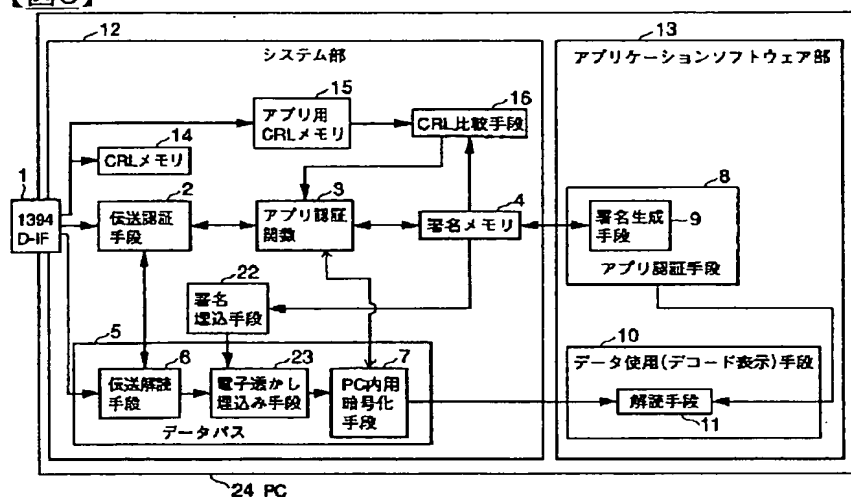 12
システム部
13
アプリケーションソフトウェア部
15
アプリ用
CRLメモリ
16
CRL比較手段
14
CRLメモリ
1
1394
D-IF
2
伝送認証
手段
3
アプリ認証
関数
4
署名メモリ
8
署名生成
手段
9
アプリ認証手段
22
署名
埋込手段
5
6
伝送解読
手段
23
電子透かし
埋込み手段
7
PC内用
暗号化
手段
データパス
10
データ使用(デコード表示)手段
解読手段
11
24 PC